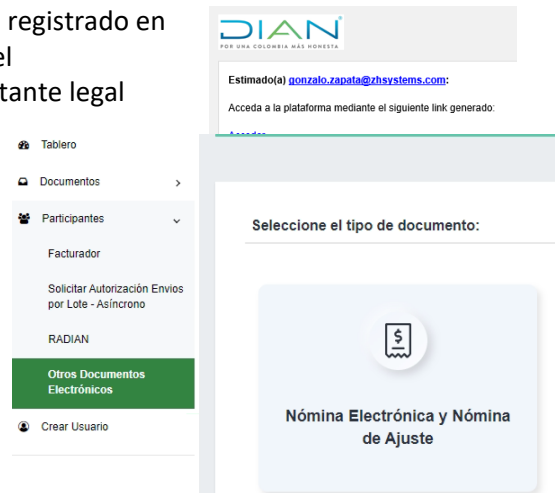 registrado en
el
tante legal
DIAN
POR UNA COLOMBIA MÁS HONESTA
Estimado(a) gonzalo.zapata@zhsystems.com:
Acceda a la plataforma mediante el siguiente link generado:
Tablero
Documentos
Participantes
Facturador
Solicitar Autorización Envios
por Lote - Asíncrono
RADIAN
Otros Documentos
Electrónicos
Crear Usuario
Seleccione el tipo de documento:
$
Nómina Electrónica y Nómina
de Ajuste